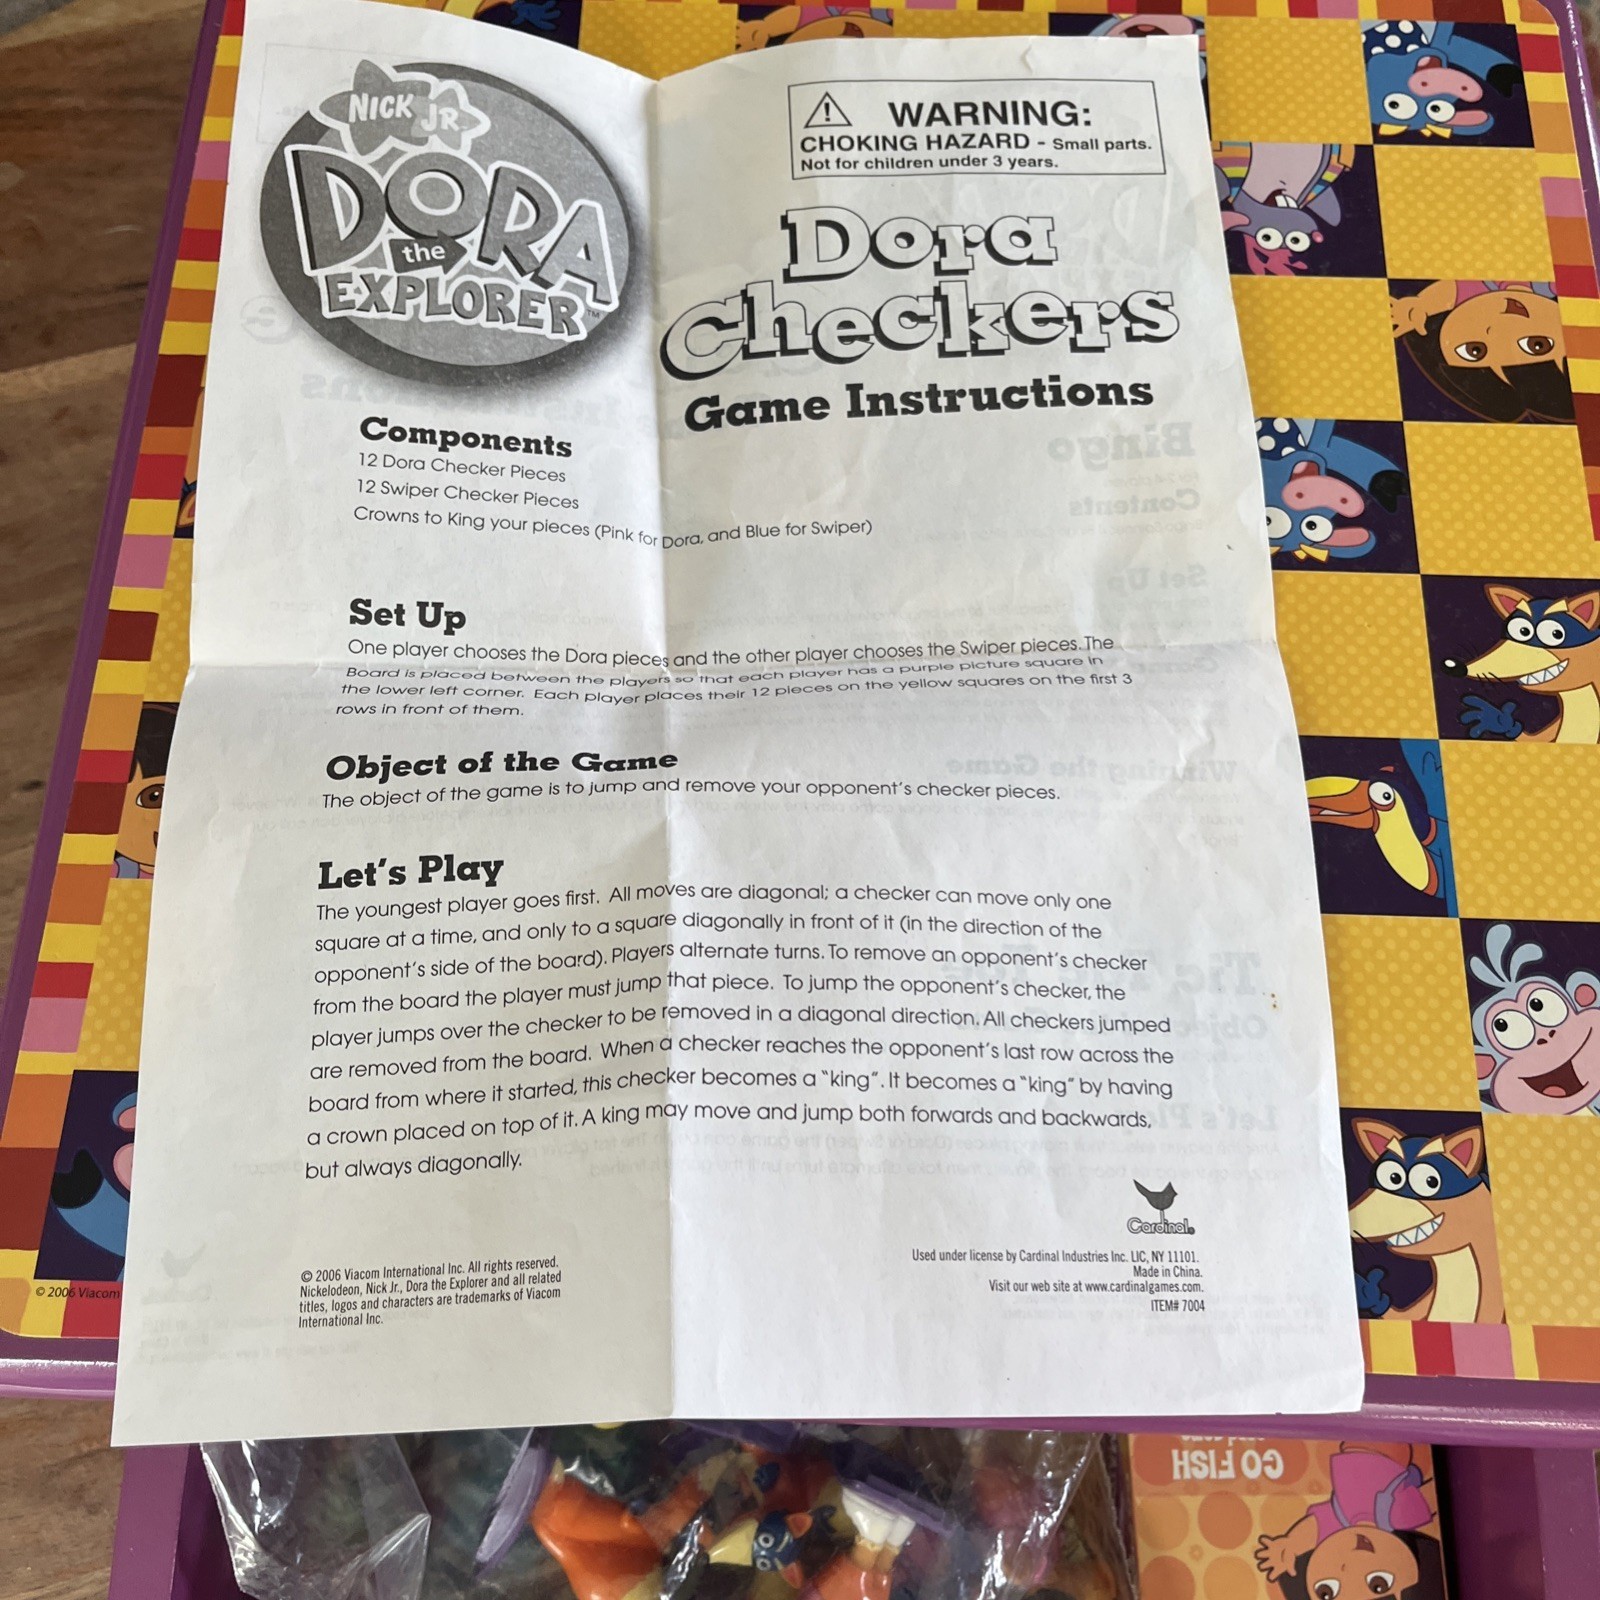 NICK JR.
DORA
the
EXPLORER™
WARNING:
CHOKING HAZARD - Small parts.
Not for children under 3 years.
Dora
Checkers
Game Instructions
Components
12 Dora Checker Pieces
12 Swiper Checker Pieces
Crowns to King your pieces (Pink for Dora, and Blue for Swiper)
Set Up
One player chooses the Dora pieces and the other player chooses the Swiper pieces. The
Board is placed between the players so that each player has a purple picture square in
the lower left corner. Each player places their 12 pieces on the yellow squares on the first 3
rows in front of them.
Object of the Game
The object of the game is to jump and remove your opponent's checker pieces.
Let's Play
The youngest player goes first. All moves are diagonal; a checker can move only one
square at a time, and only to a square diagonally in front of it (in the direction of the
opponent's side of the board). Players alternate turns. To remove an opponent's checker
from the board the player must jump that piece. To jump the opponent's checker, the
player jumps over the checker to be removed in a diagonal direction. All checkers jumped
are removed from the board. When a checker reaches the opponent's last row across the
board from where it started, this checker becomes a "king". It becomes a "king" by having
a crown placed on top of it. A king may move and jump both forwards and backwards,
but always diagonally.
Cardinal®
© 2006 Viacom International Inc. All rights reserved.
Nickelodeon, Nick Jr., Dora the Explorer and all related
titles, logos and characters are trademarks of Viacom
International Inc.
Used under license by Cardinal Industries Inc. LIC, NY 11101.
Made in China.
Visit our web site at www.cardinalgames.com.
ITEM# 7004
© 2006 Viacom
GO FISH